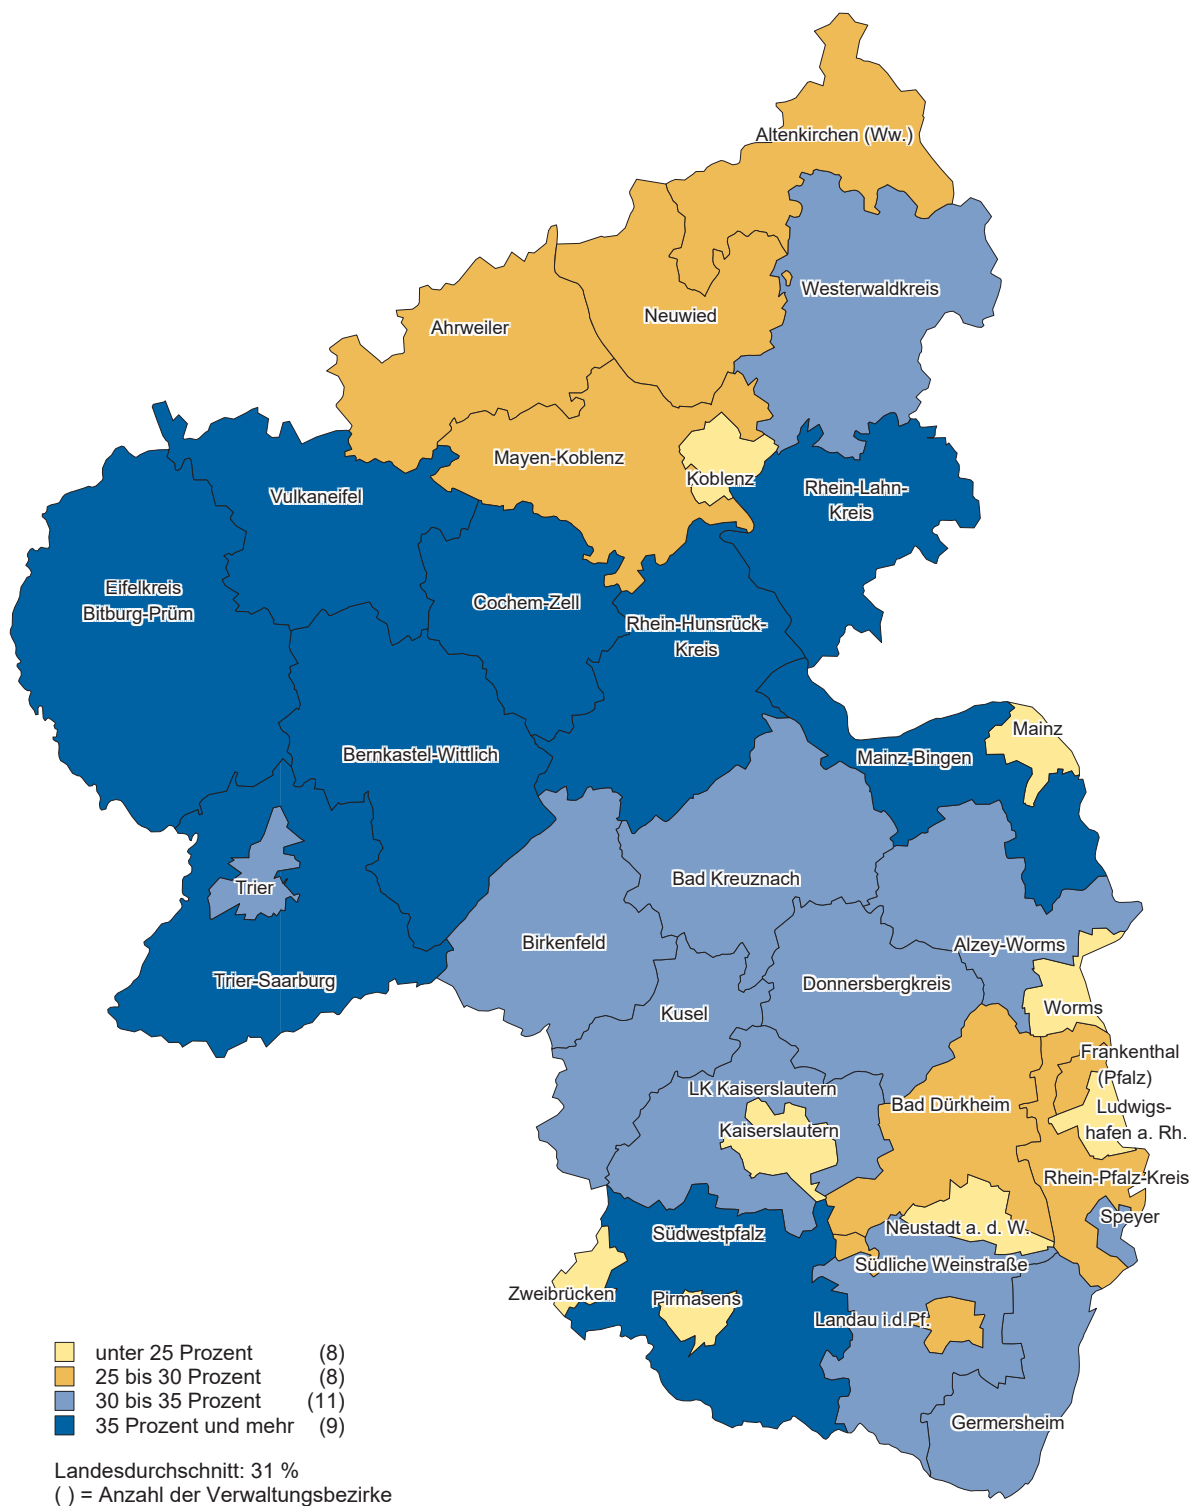 Altenkirchen (Ww.)
Westerwaldkreis
Neuwied
Ahrweiler
Mayen-Koblenz
Koblenz
Rhein-Lahn-
Kreis
Vulkaneifel
Eifelkreis
Bitburg-Prüm
Cochem-Zell
Rhein-Hunsrück-
Kreis
Mainz
Bernkastel-Wittlich
Mainz-Bingen
Bad Kreuznach
Trier
Birkenfeld
Alzey-Worms
Trier-Saarburg
Donnersbergkreis
Worms
Kusel
Frankenthal
(Pfalz)
LK Kaiserslautern
Bad Dürkheim
Ludwigs-
hafen a. Rh.
Kaiserslautern
Rhein-Pfalz-Kreis
Speyer
Neustadt a. d. W.
Südwestpfalz
Südliche Weinstraße
Zweibrücken
Pirmasens
Landau i.d.Pf.
Germersheim
unter 25 Prozent (8)
25 bis 30 Prozent (8)
30 bis 35 Prozent (11)
35 Prozent und mehr (9)
Landesdurchschnitt: 31 %
( ) = Anzahl der Verwaltungsbezirke